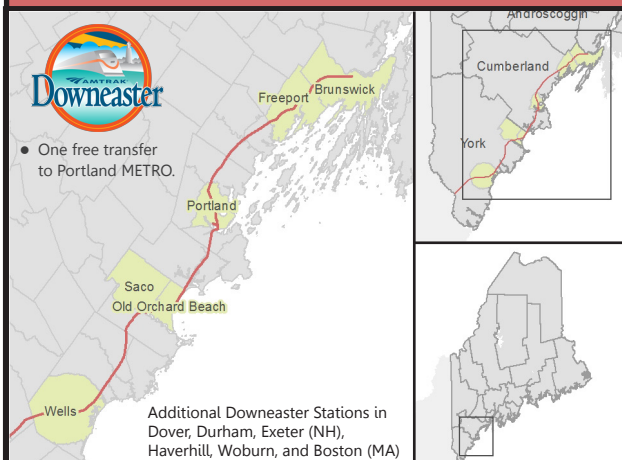 AMTRAK
Downeaster
• One free transfer
to Portland METRO.
Freeport
Brunswick
Portland
Saco
Old Orchard Beach
Wells
Additional Downeaster Stations in
Dover, Durham, Exeter (NH),
Haverhill, Woburn, and Boston (MA)
Androscoggin
Cumberland
York